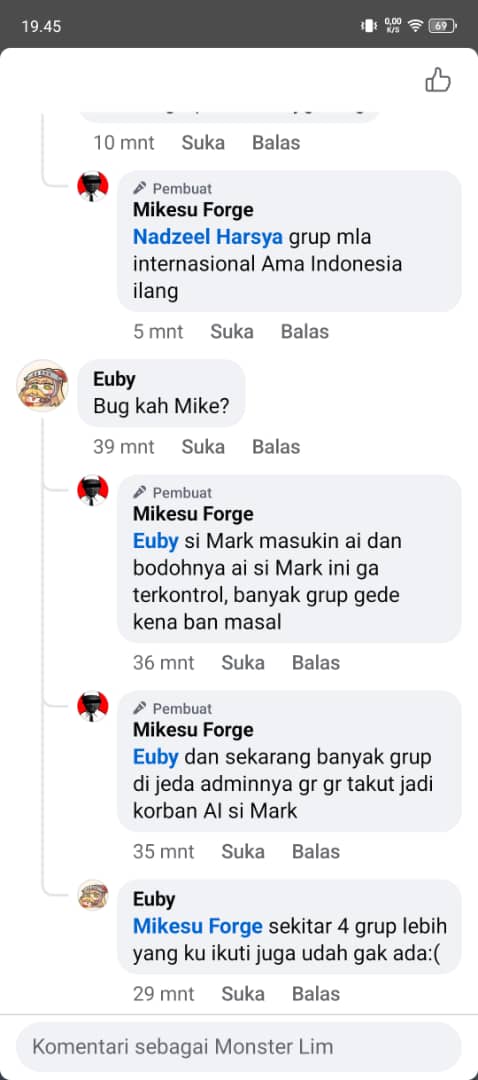 19.45
0,00
K/S
69
10 mnt Suka Balas
Pembuat
Mikesu Forge
Nadzeel Harsya grup mla
internasional Ama Indonesia
ilang
5 mnt Suka Balas
Euby
Bug kah Mike?
39 mnt Suka Balas
Pembuat
Mikesu Forge
Euby si Mark masukin ai dan
bodohnya ai si Mark ini ga
terkontrol, banyak grup gede
kena ban masal
36 mnt Suka Balas
Pembuat
Mikesu Forge
Euby dan sekarang banyak grup
di jeda adminnya gr gr takut jadi
korban AI si Mark
35 mnt Suka Balas
Euby
Mikesu Forge sekitar 4 grup lebih
yang ku ikuti juga udah gak ada:(
29 mnt Suka Balas
Komentari sebagai Monster Lim